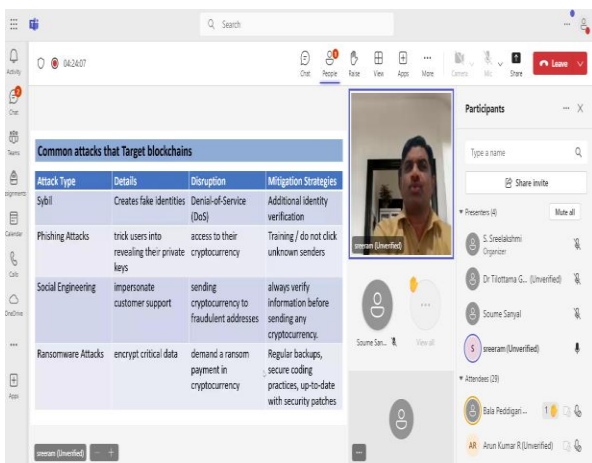 Search
04:24:07
Chat
People
Raise
View
Apps
More
Camera
Mic
Share
Leave
Activity
Chat
Teams
Assignments
Calendar
Calls
OneDrive
Apps
Common attacks that Target blockchains
Attack Type Details Disruption Mitigation Strategies
Sybil Creates fake identities Denial-of-Service
(DoS) Additional identity
verification
Phishing Attacks trick users into
revealing their private
keys access to their
cryptocurrency Training / do not click
unknown senders
Social Engineering impersonate
customer support sending
cryptocurrency to
fraudulent addresses always verify
information before
sending any
cryptocurrency.
Ransomware Attacks encrypt critical data demand a ransom
payment in
cryptocurrency Regular backups,
secure coding
practices, up-to-date
with security patches
sreeram (Unverified)
sreeram (Unverified)
Soume San...
View all
Participants
Type a name
Share invite
Presenters (4) Mute all
S. Sreelakshmi
Organizer
Dr Tilottama G... (Unverified)
Soume Sanyal
S sreeram (Unverified)
Attendees (29)
Bala Peddigari... 1
AR Arun Kumar R (Unverified)